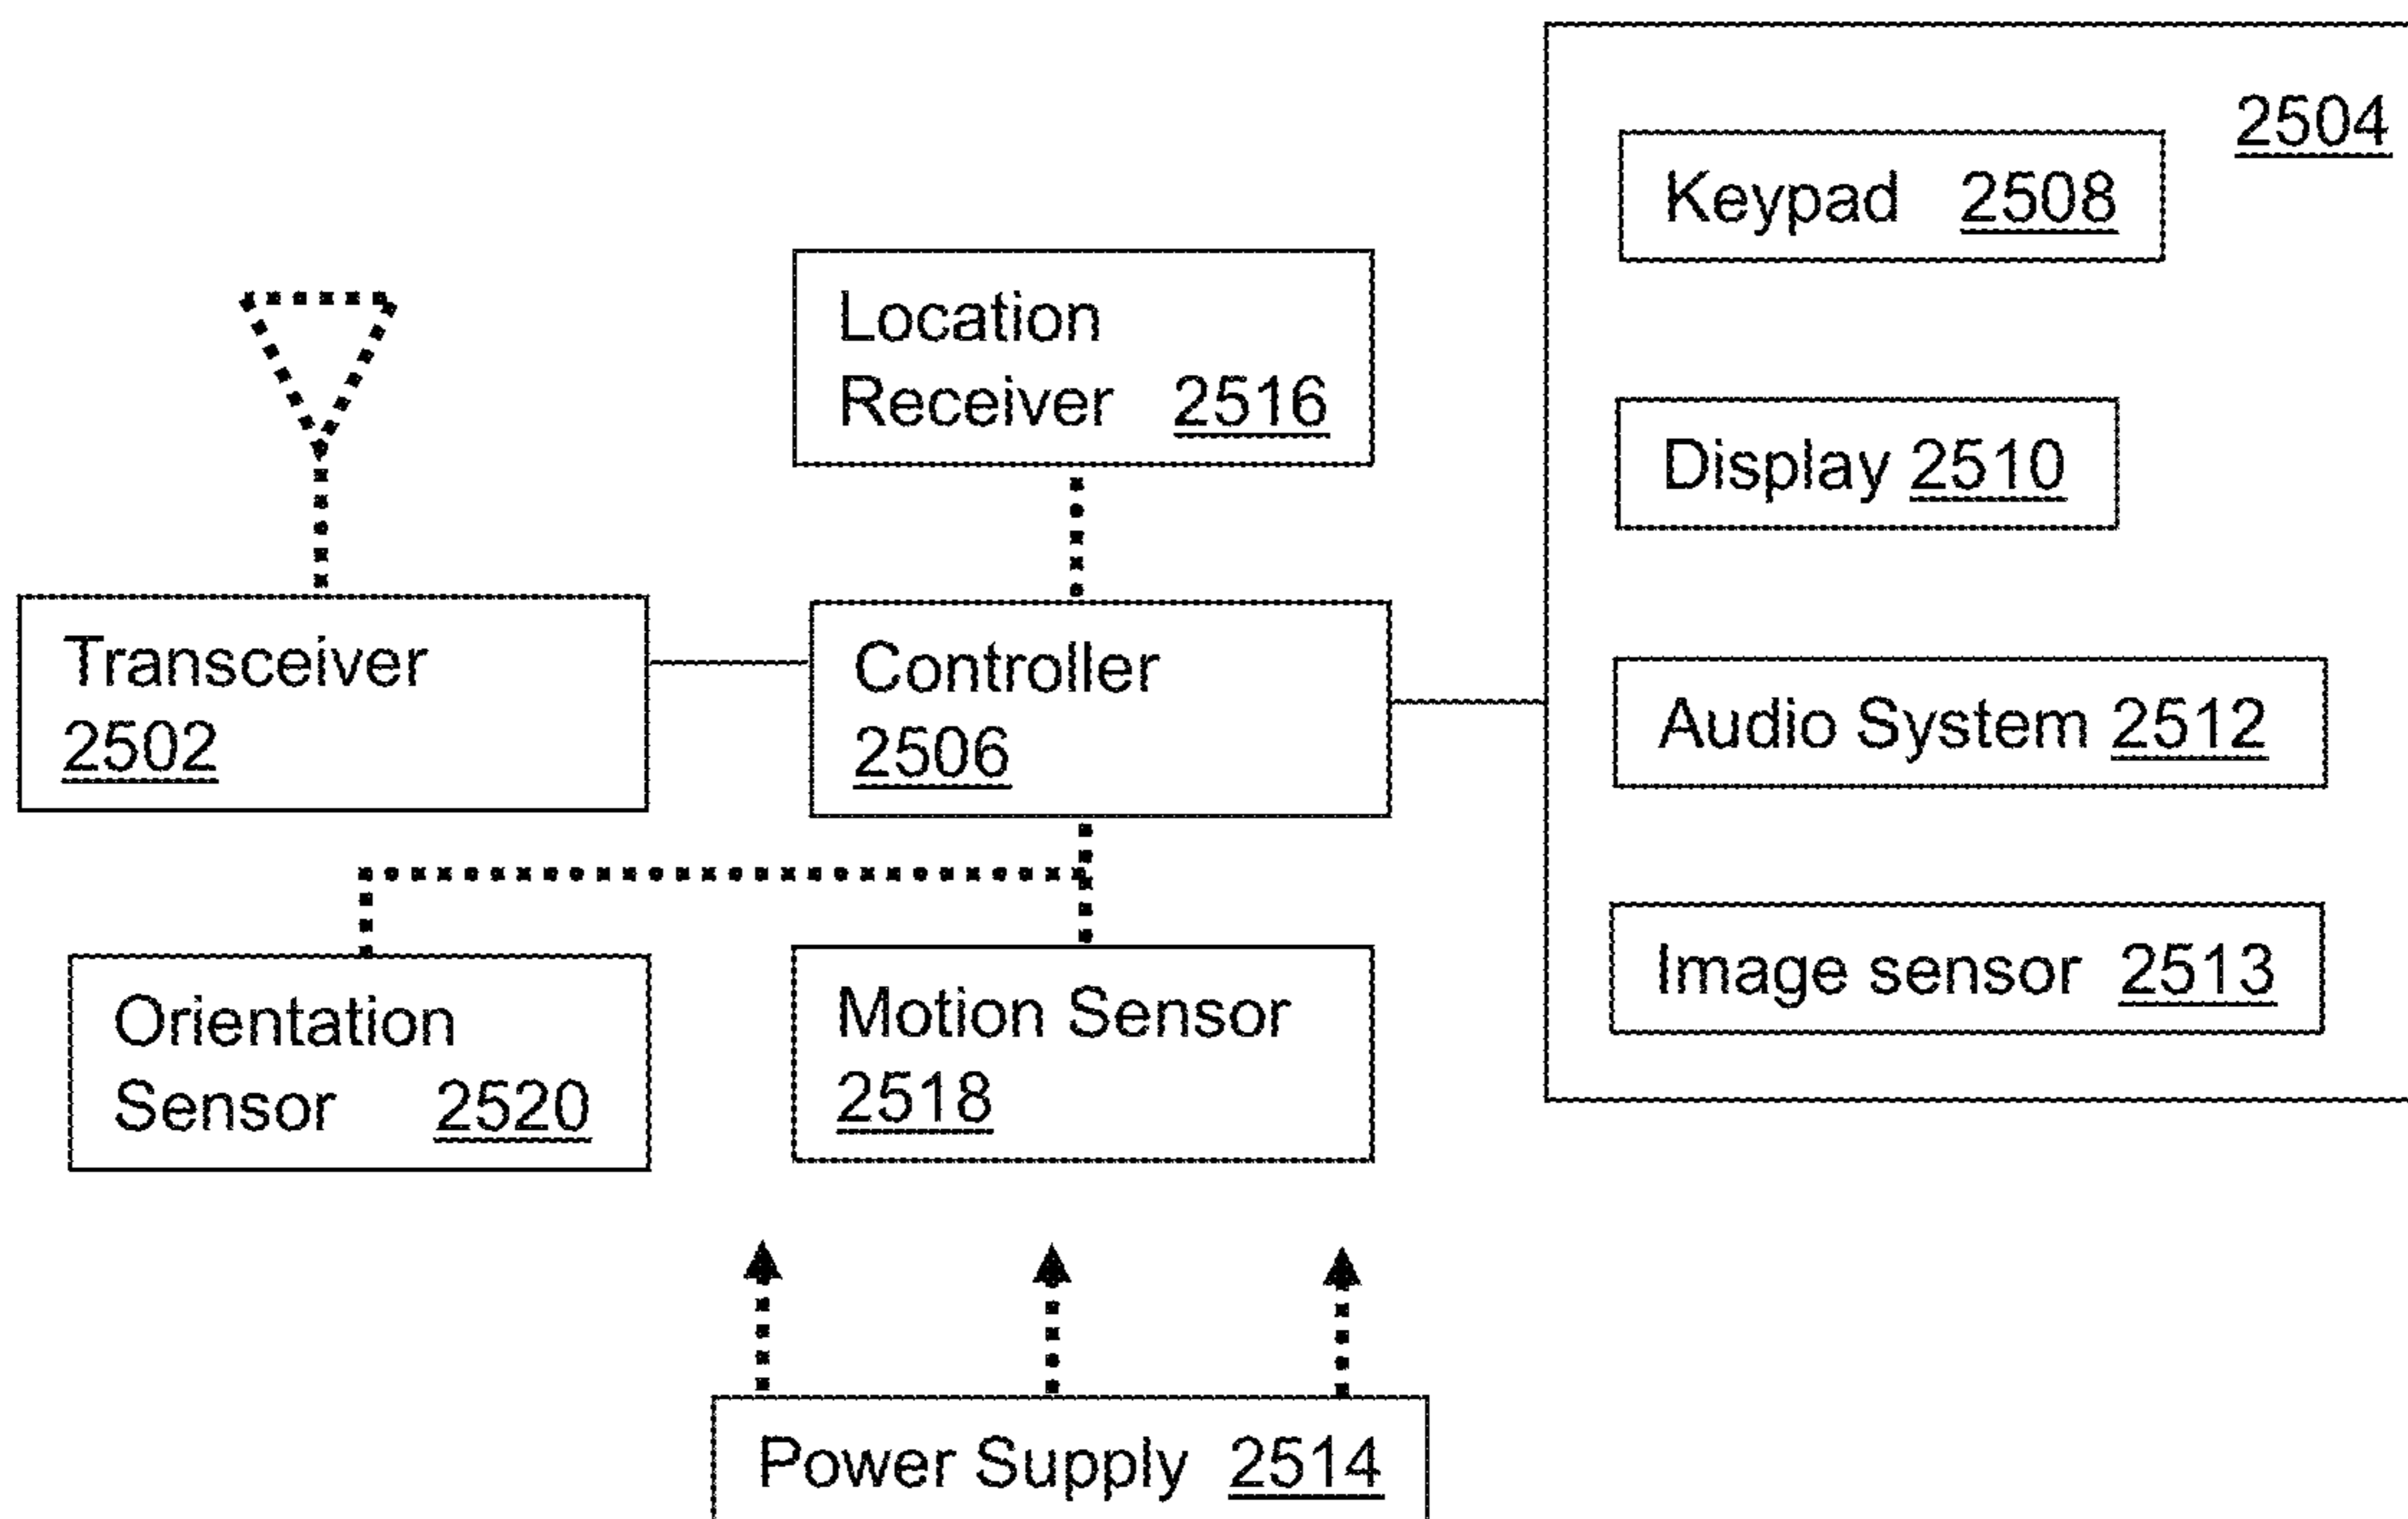 2504
Keypad 2508
Location
Receiver 2516
Display 2510
Transceiver
2502
Controller
2506
Audio System 2512
Image sensor 2513
Orientation
Sensor 2520
Motion Sensor
2518
Power Supply 2514